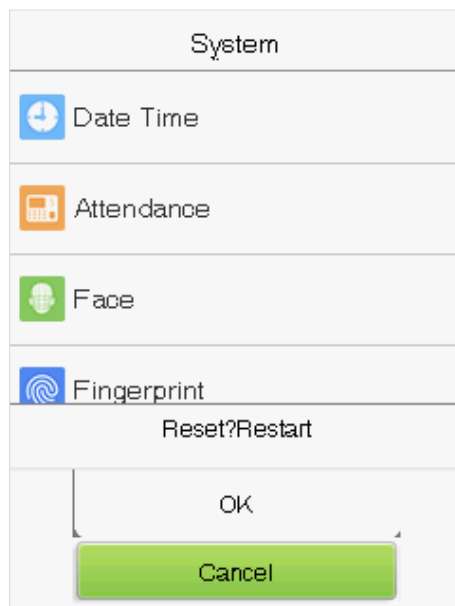 System
Date Time
Attendance
Face
Fingerprint
Reset?Restart
OK
Cancel